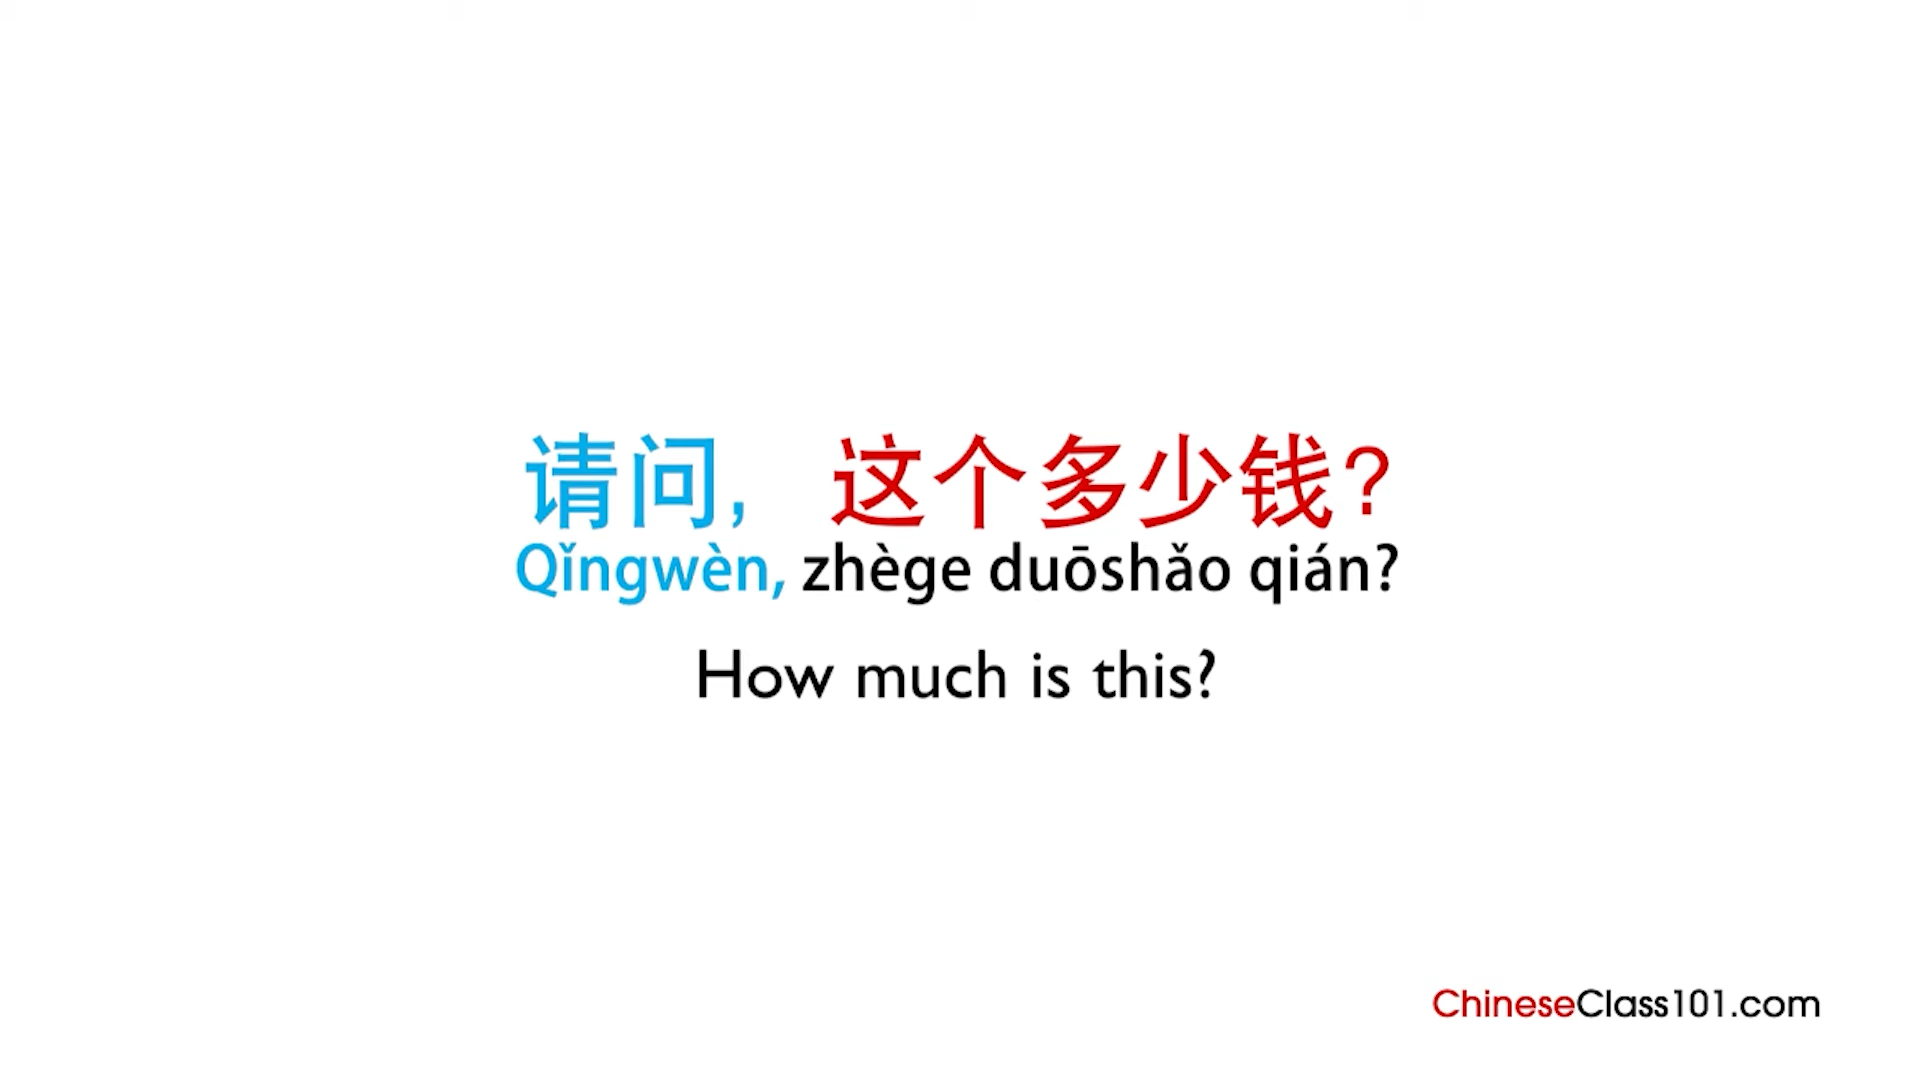 请问，这个多少钱?
Qǐngwèn, zhège duōshǎo qián?
How much is this?
ChineseClass101.com